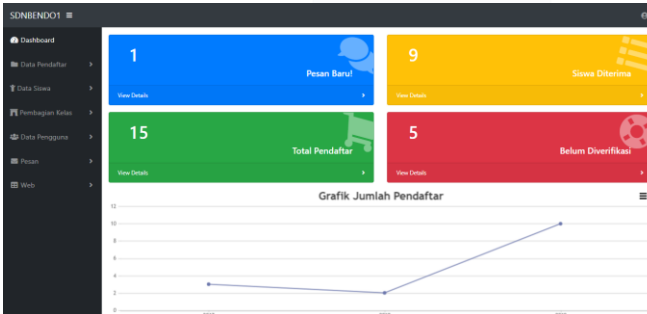 SDNBENDO1
Dashboard
Data Pendaftar
Data Siswa
Pembagian Kelas
Data Pengguna
Pesan
Web
1
Pesan Baru!
View Details
9
Siswa Diterima
View Details
15
Total Pendaftar
View Details
5
Belum Diverifikasi
View Details
Grafik Jumlah Pendaftar
12
10
8
6
4
2
0